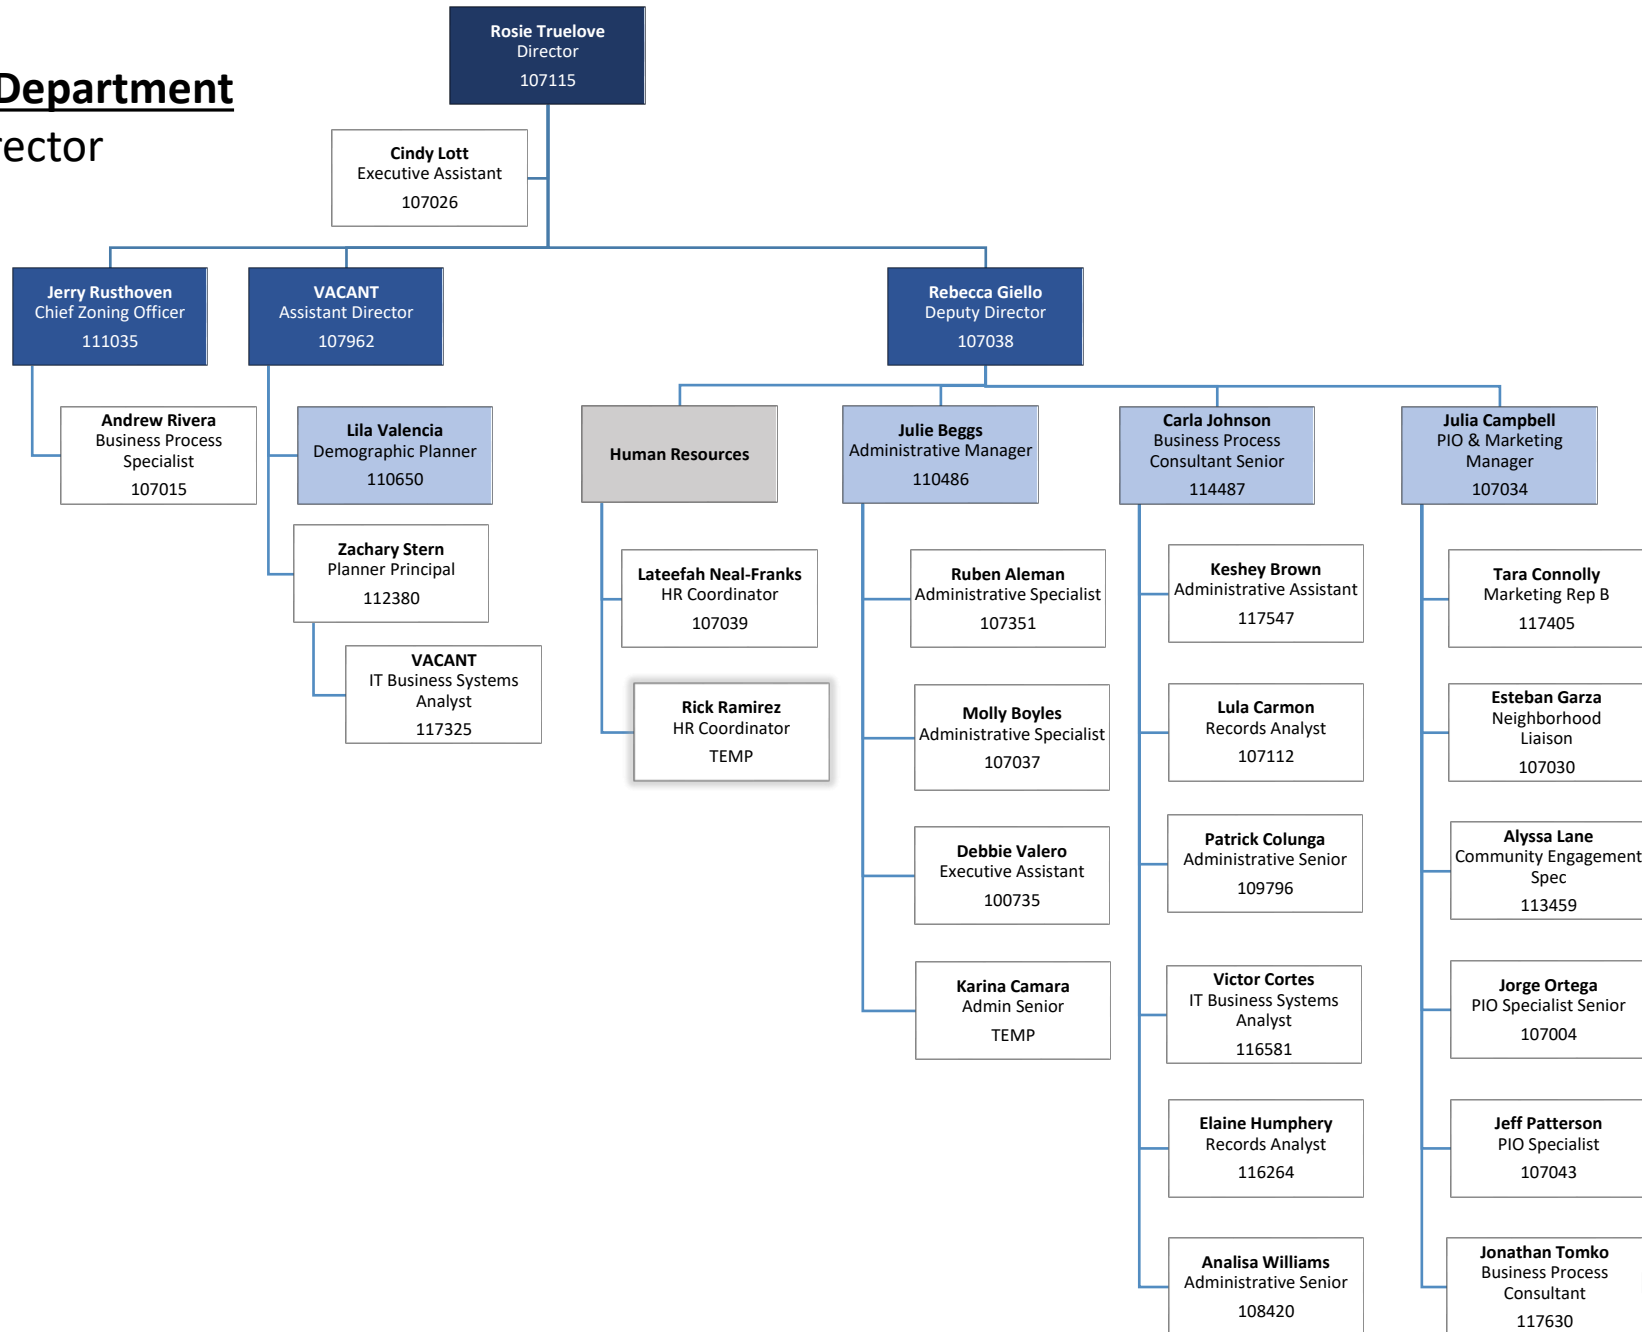 Rosie Truelove
Director
107115
Department
rector
Cindy Lott
Executive Assistant
107026
Jerry Rusthoven
Chief Zoning Officer
111035
VACANT
Assistant Director
107962
Rebecca Giello
Deputy Director
107038
Andrew Rivera
Business Process
Specialist
107015
Lila Valencia
Demographic Planner
110650
Zachary Stern
Planner Principal
112380
VACANT
IT Business Systems
Analyst
117325
Human Resources
Lateefah Neal-Franks
HR Coordinator
107039
Rick Ramirez
HR Coordinator
TEMP
Julie Beggs
Administrative Manager
110486
Ruben Aleman
Administrative Specialist
107351
Molly Boyles
Administrative Specialist
107037
Debbie Valero
Executive Assistant
100735
Karina Camara
Admin Senior
TEMP
Carla Johnson
Business Process
Consultant Senior
114487
Keshey Brown
Administrative Assistant
117547
Lula Carmon
Records Analyst
107112
Patrick Colunga
Administrative Senior
109796
Victor Cortes
IT Business Systems
Analyst
116581
Elaine Humphery
Records Analyst
116264
Analisa Williams
Administrative Senior
108420
Julia Campbell
PIO & Marketing
Manager
107034
Tara Connolly
Marketing Rep B
117405
Esteban Garza
Neighborhood
Liaison
107030
Alyssa Lane
Community Engagement
Spec
113459
Jorge Ortega
PIO Specialist Senior
107004
Jeff Patterson
PIO Specialist
107043
Jonathan Tomko
Business Process
Consultant
117630